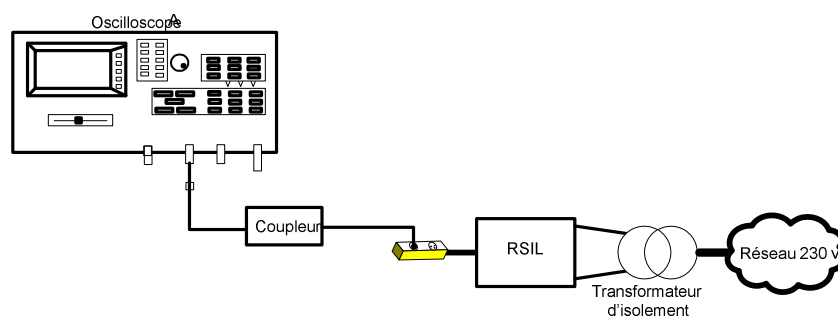 Oscilloscope
A
Coupleur
RSIL
Réseau 230 v
Transformateur
d'isolement